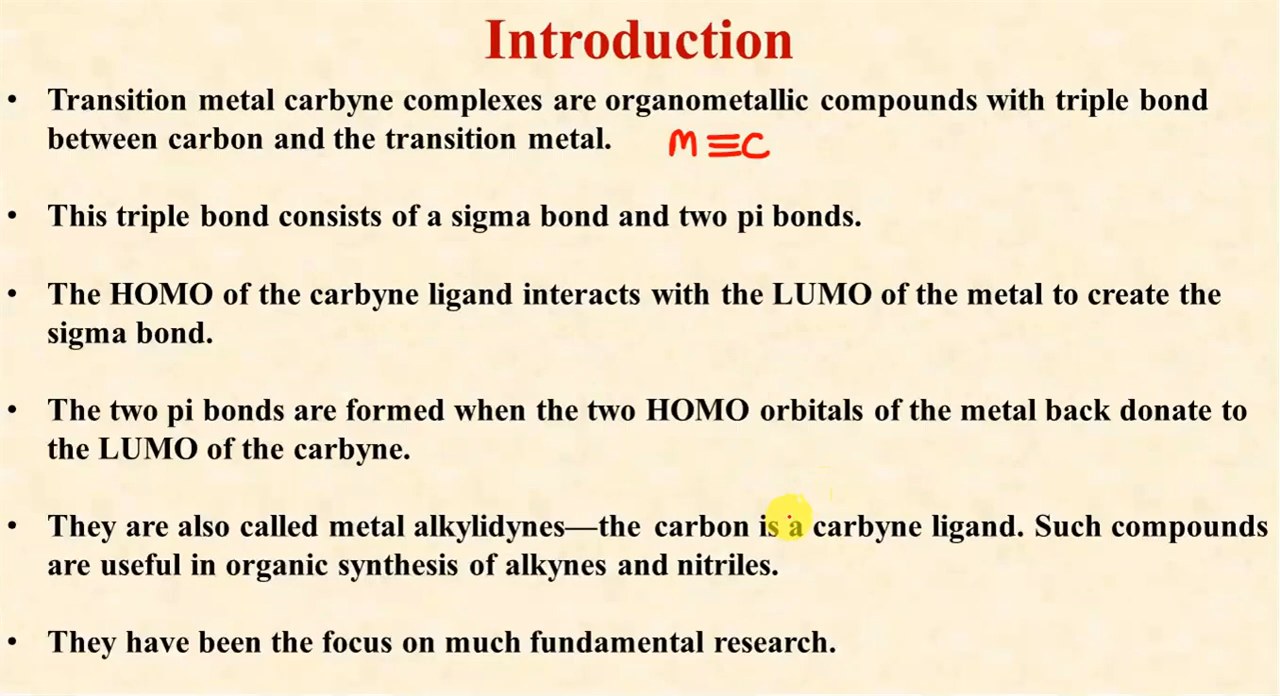 Introduction
• Transition metal carbyne complexes are organometallic compounds with triple bond
between carbon and the transition metal. M≡C
• This triple bond consists of a sigma bond and two pi bonds.
• The HOMO of the carbyne ligand interacts with the LUMO of the metal to create the
sigma bond.
• The two pi bonds are formed when the two HOMO orbitals of the metal back donate to
the LUMO of the carbyne.
• They are also called metal alkylidynes—the carbon is a carbyne ligand. Such compounds
are useful in organic synthesis of alkynes and nitriles.
• They have been the focus on much fundamental research.